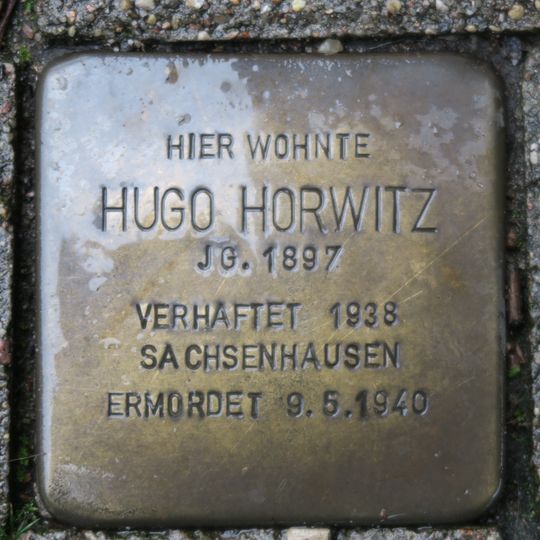 HIER WOHNTE
HUGO HORWITZ
JG. 1897
VERHAFTET 1938
SACHSENHAUSEN
ERMORDET 9.5.1940